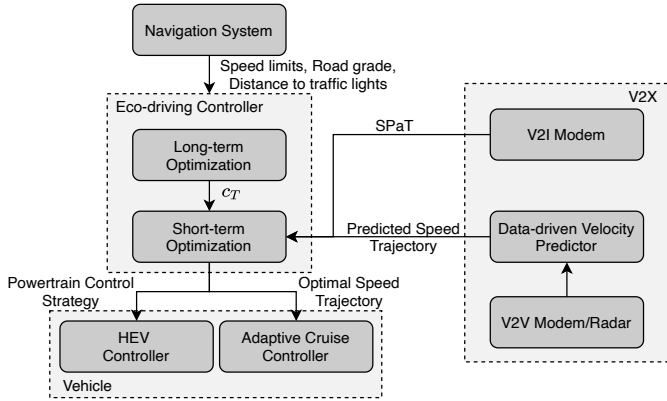 Navigation System
Speed limits, Road grade,
Distance to traffic lights
Eco-driving Controller
V2X
Long-term
Optimization
SPaT
V2I Modem
c_T
Short-term
Optimization
Predicted Speed
Trajectory
Data-driven Velocity
Predictor
Powertrain Control
Strategy
Optimal Speed
Trajectory
V2V Modem/Radar
HEV
Controller
Adaptive Cruise
Controller
Vehicle